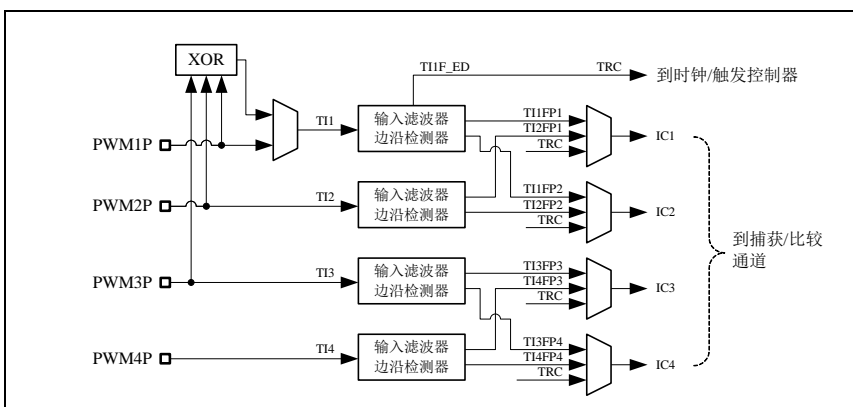 XOR
TI1F_ED
TRC
到时钟/触发控制器
PWM1P
TI1
输入滤波器
边沿检测器
TI1FP1
TI2FP1
TRC
IC1
PWM2P
TI2
输入滤波器
边沿检测器
TI1FP2
TI2FP2
TRC
IC2
到捕获/比较
通道
PWM3P
TI3
输入滤波器
边沿检测器
TI3FP3
TI4FP3
TRC
IC3
PWM4P
TI4
输入滤波器
边沿检测器
TI3FP4
TI4FP4
TRC
IC4